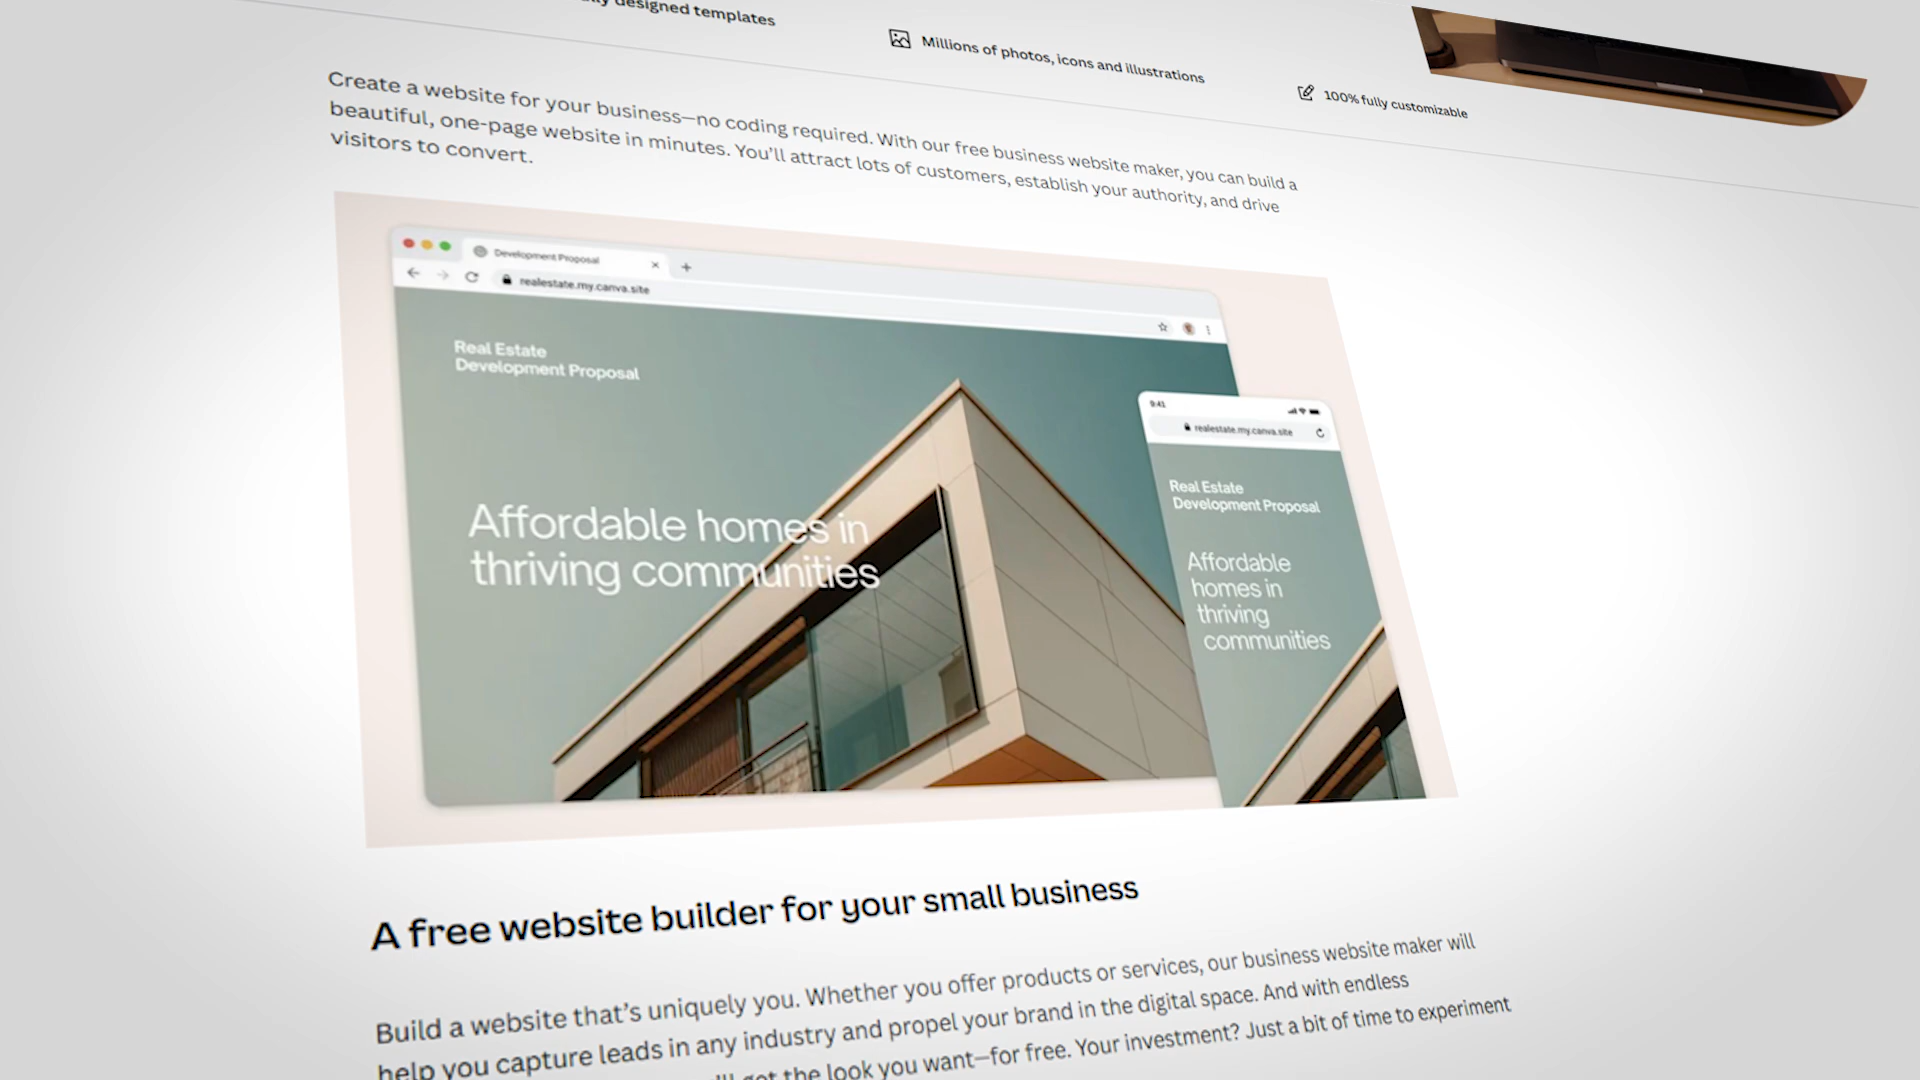 designed templates
Millions of photos, icons and illustrations
100% fully customizable
Create a website for your business—no coding required. With our free business website maker, you can build a
beautiful, one-page website in minutes. You'll attract lots of customers, establish your authority, and drive
visitors to convert.
Development Proposal
realestate.my.canva.site
Real Estate
Development Proposal
Affordable homes in
thriving communities
9:41
realestate.my.canva.site
Real Estate
Development Proposal
Affordable
homes in
thriving
communities
A free website builder for your small business
Build a website that's uniquely you. Whether you offer products or services, our business website maker will
help you capture leads in any industry and propel your brand in the digital space. And with endless
get the look you want—for free. Your investment? Just a bit of time to experiment